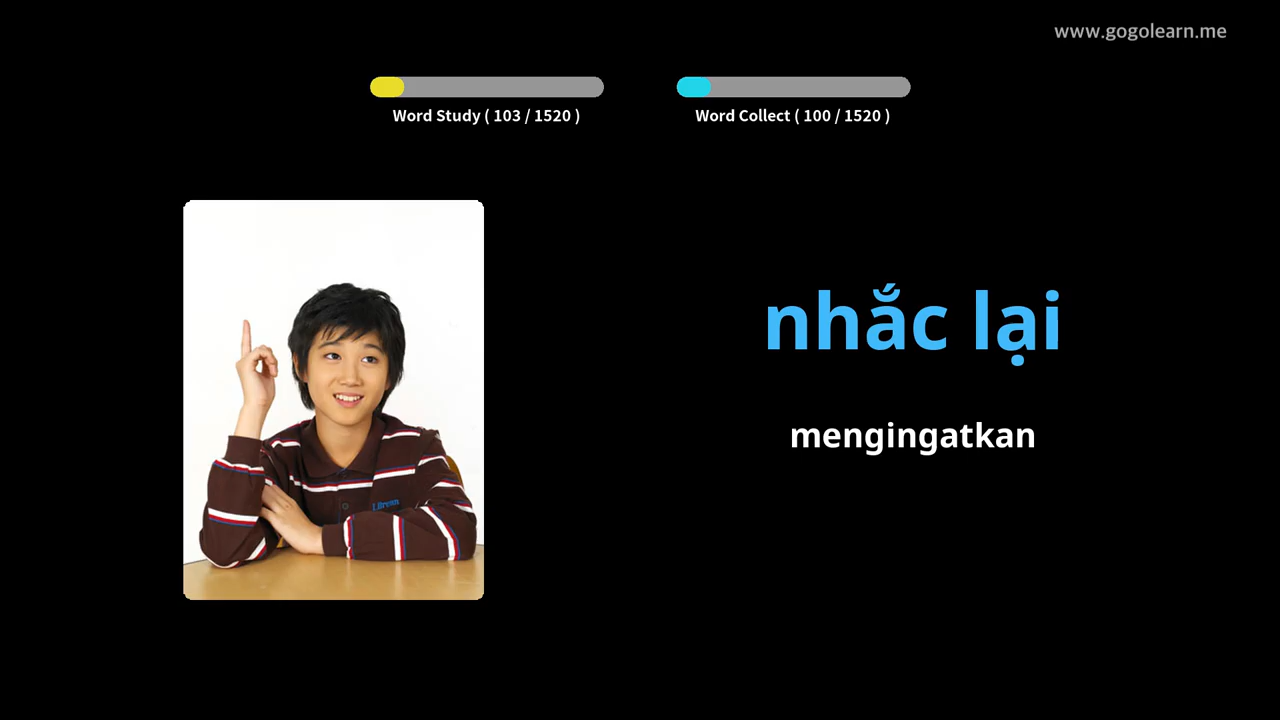 www.gogolearn.me
Word Study ( 103 / 1520 )
Word Collect ( 100 / 1520 )
nhắc lại
mengingatkan